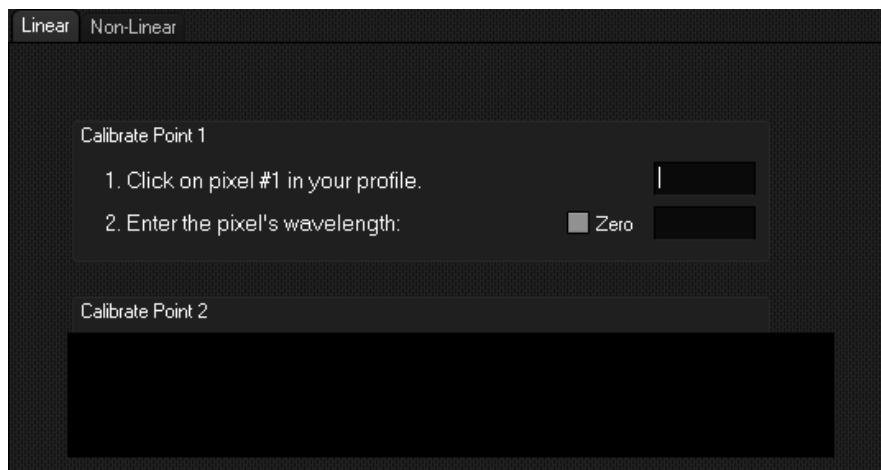 Linear Non-Linear
Calibrate Point 1
1. Click on pixel #1 in your profile.
2. Enter the pixel's wavelength: Zero
Calibrate Point 2